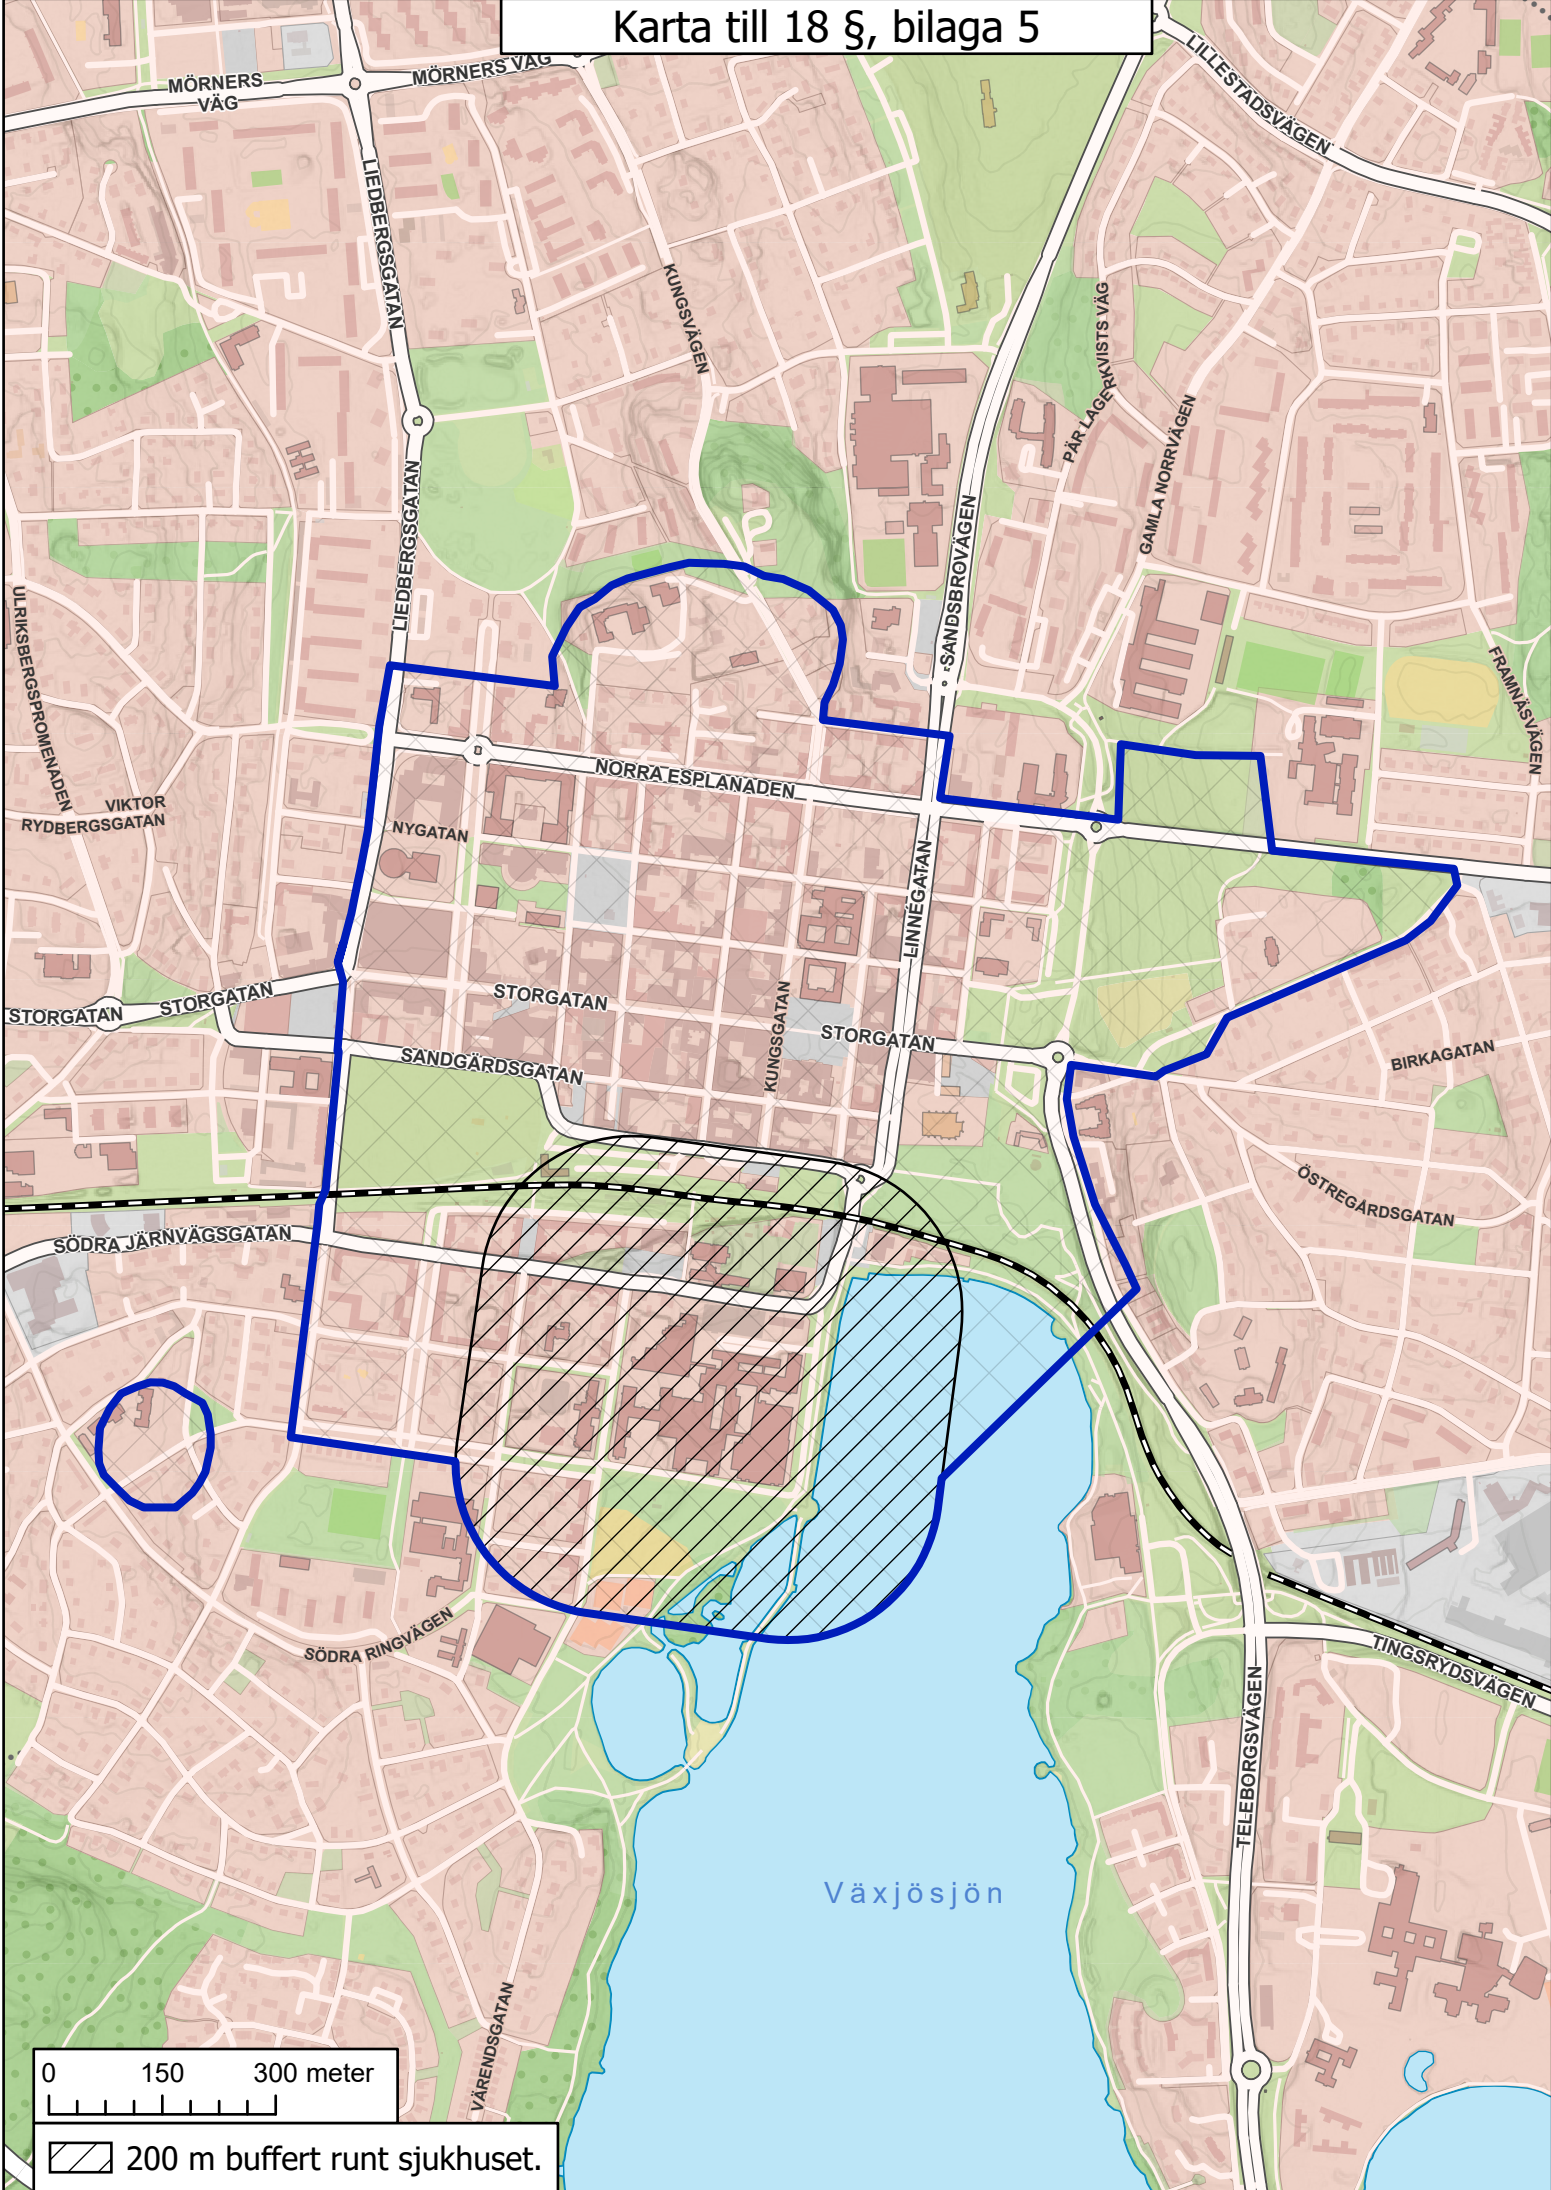 Karta till 18 §, bilaga 5
MÖRNERS
VÄG
MÖRNERS VÄG
LILLESTADSVÄGEN
LIEDBERGSGATAN
KUNGSVÄGEN
PÄR LAGERKVISTS VÄG
GAMLA NORRVÄGEN
LIEDBERGSGATAN
SANDSBROVÄGEN
ULRIKSBERGSPROMENADEN
FRAMNÄSVÄGEN
NORRA ESPLANADEN
VIKTOR
RYDBERGSGATAN
NYGATAN
LINNÉGATAN
STORGATAN
STORGATAN
STORGATAN
KUNGSGATAN
STORGATAN
SANDGÄRDSGATAN
BIRKAGATAN
ÖSTREGÅRDSGATAN
SÖDRA JÄRNVÄGSGATAN
SÖDRA RINGVÄGEN
TINGSRYDSVÄGEN
TELEBORGSVÄGEN
Växjösjön
VÄRENDSGATAN
0 150 300 meter
200 m buffert runt sjukhuset.